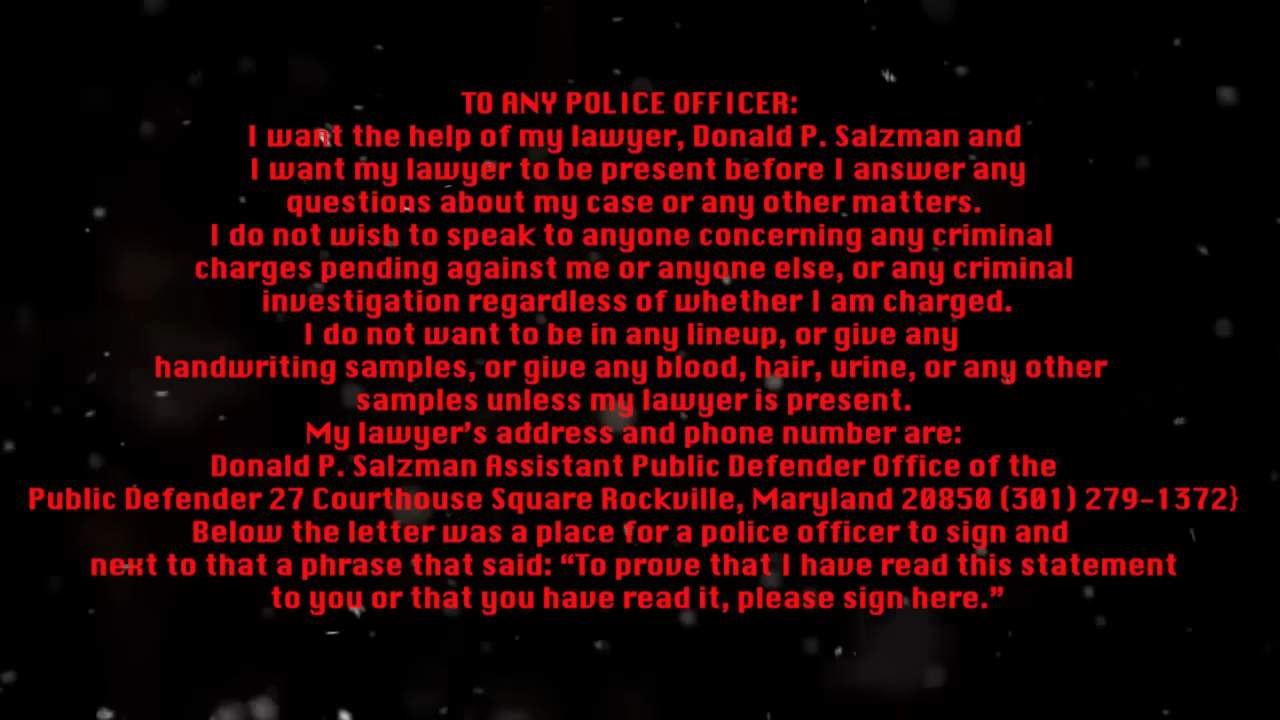 TO ANY POLICE OFFICER:
I want the help of my lawyer, Donald P. Salzman and
I want my lawyer to be present before I answer any
questions about my case or any other matters.
I do not wish to speak to anyone concerning any criminal
charges pending against me or anyone else, or any criminal
investigation regardless of whether I am charged.
I do not want to be in any lineup, or give any
handwriting samples, or give any blood, hair, urine, or any other
samples unless my lawyer is present.
My lawyer’s address and phone number are:
Donald P. Salzman Assistant Public Defender Office of the
Public Defender 27 Courthouse Square Rockville, Maryland 20850 (301) 279-1372}
Below the letter was a place for a police officer to sign and
next to that a phrase that said: “To prove that I have read this statement
to you or that you have read it, please sign here.”